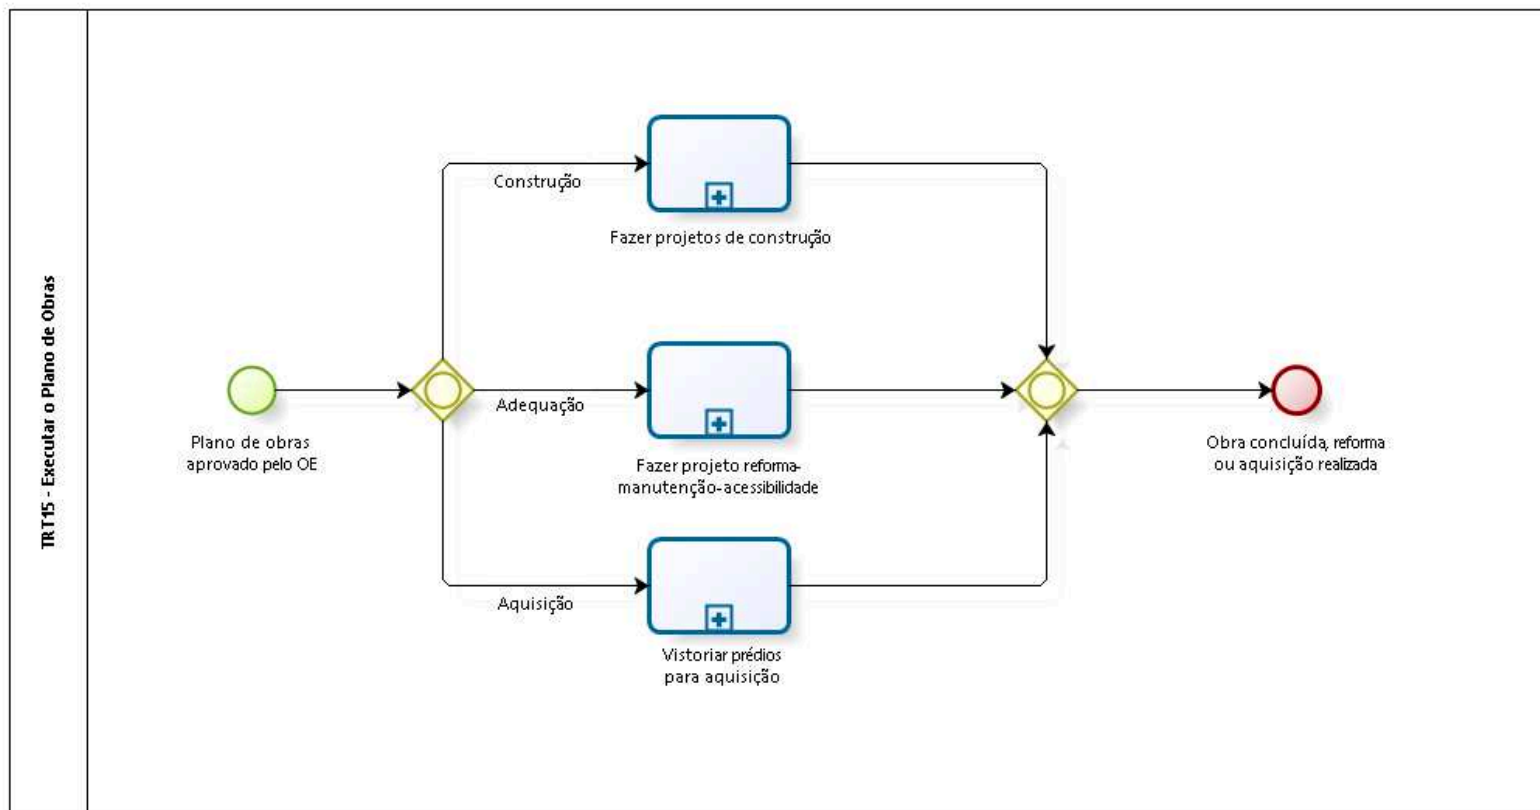 TRT15 - Executar o Plano de Obras
Plano de obras
aprovado pelo OE
Construção
Fazer projetos de construção
Adequação
Fazer projeto reforma-
manutenção-acessibilidade
Aquisição
Vistoriar prédios
para aquisição
Obra concluída, reforma
ou aquisição realizada